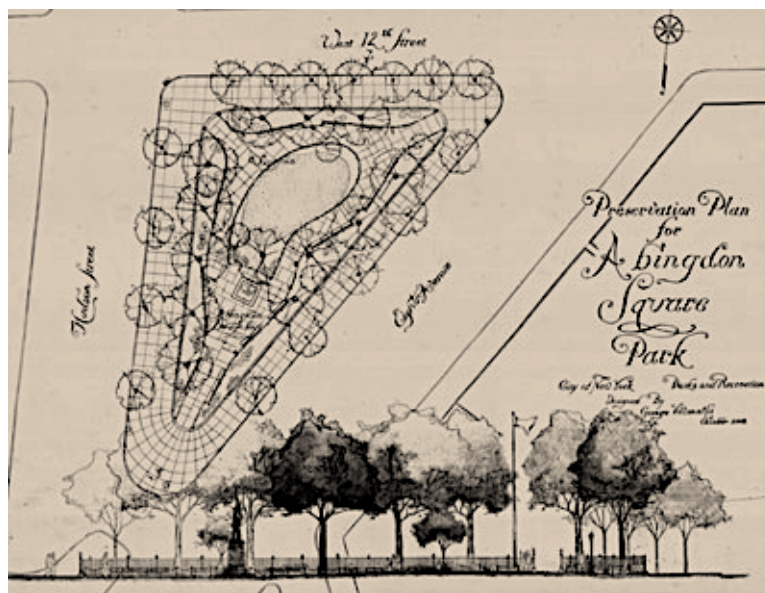 West 12th Street
Hudson Street
Eighth Avenue
Preservation Plan
for
Abingdon
Square
Park
City of New York Parks and Recreation
Designed By
George